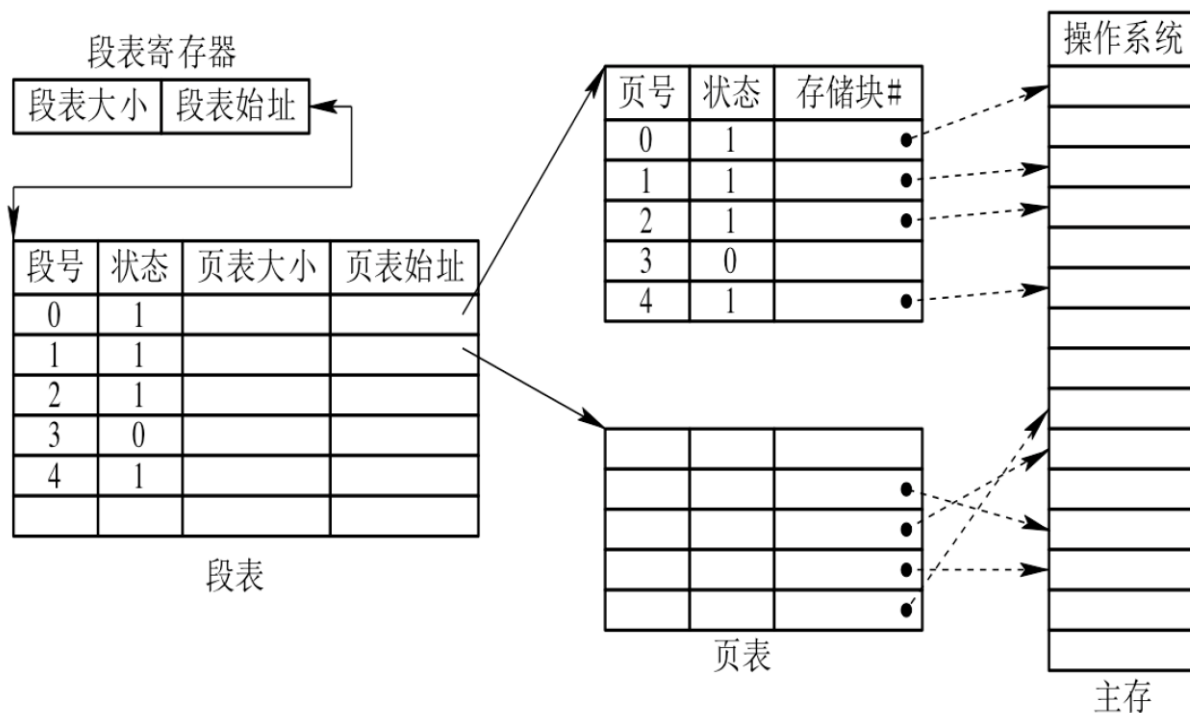 操作系统
段表寄存器
段表大小 段表始址
页号 状态 存储块#
0 1
1 1
2 1
3 0
4 1
段号 状态 页表大小 页表始址
0 1
1 1
2 1
3 0
4 1
段表
页表
主存